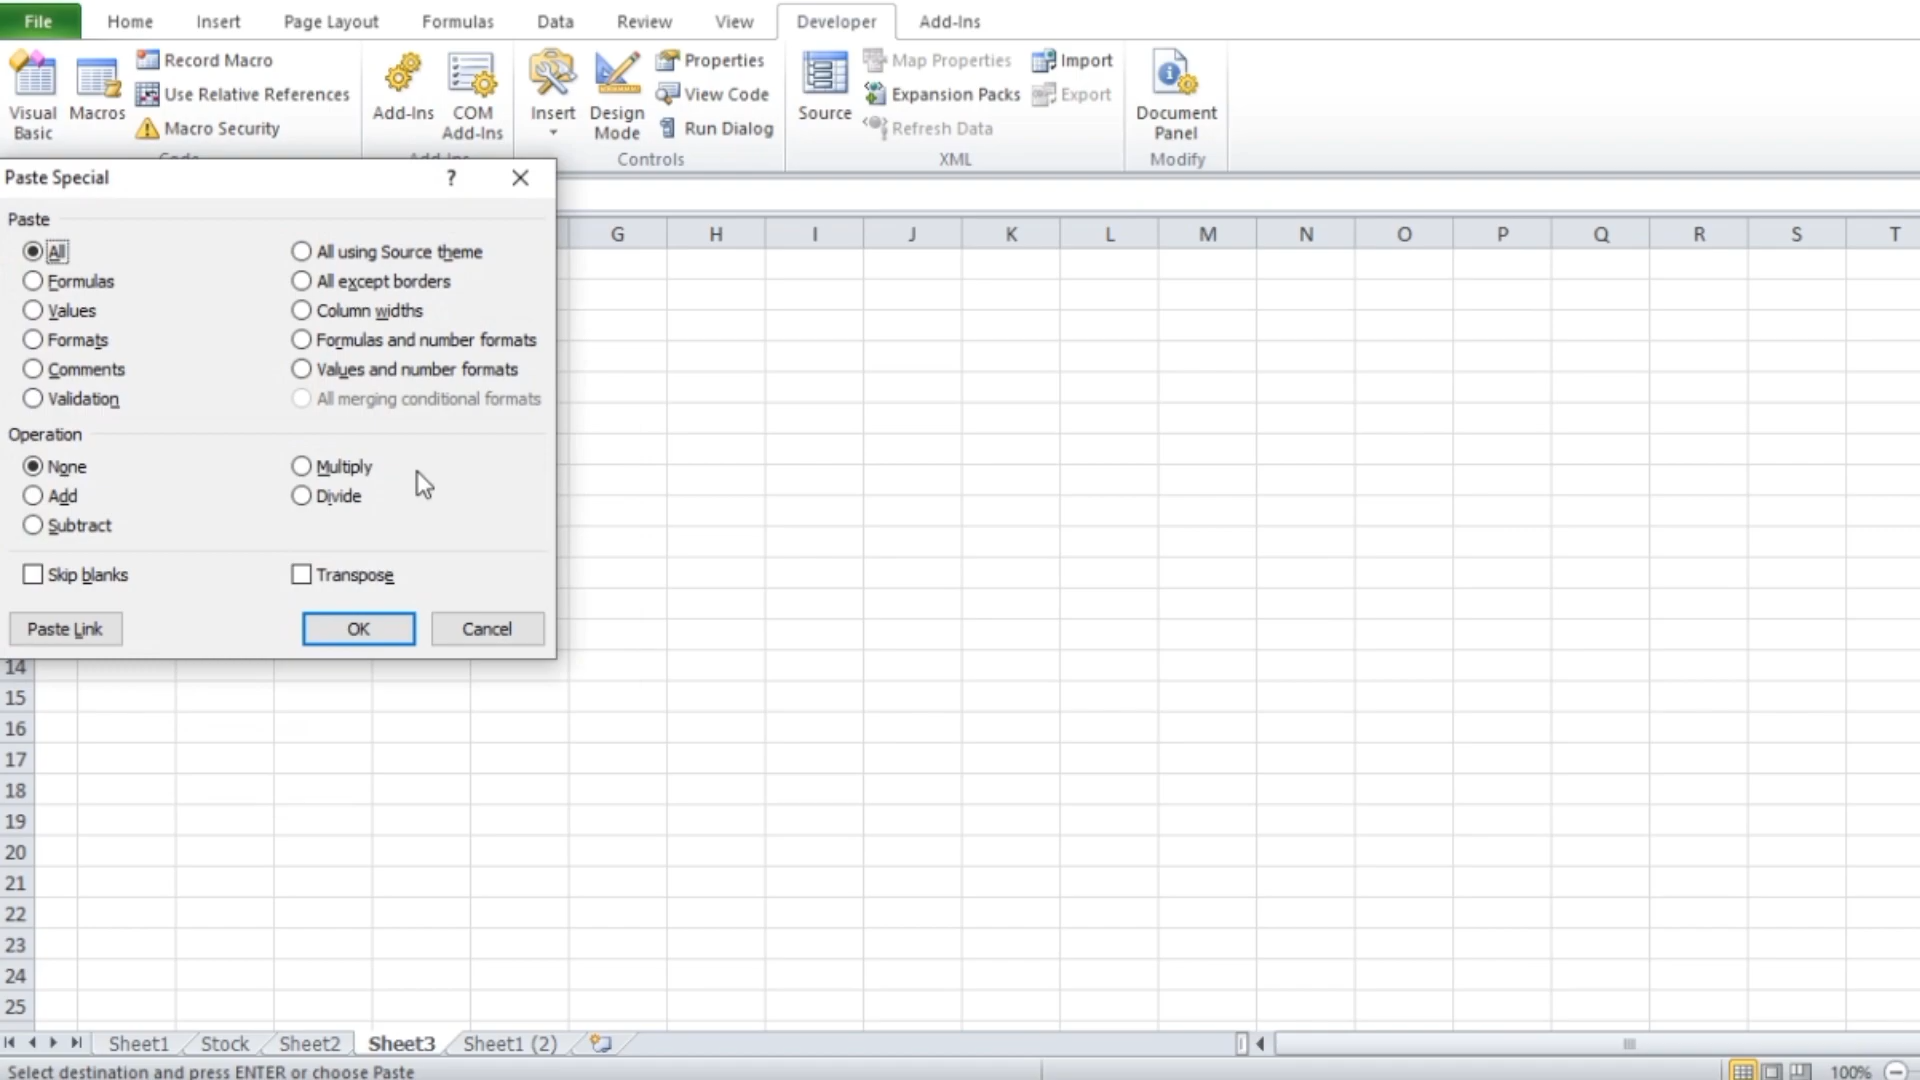 File Home Insert Page Layout Formulas Data Review View Developer Add-Ins
Visual Basic
Macros
Record Macro
Use Relative References
Macro Security
Add-Ins
COM Add-Ins
Insert
Design Mode
Properties
View Code
Run Dialog
Controls
Source
Map Properties
Expansion Packs
Refresh Data
Import
Export
XML
Document Panel
Modify
Paste Special ?
Paste
All All using Source theme
Formulas All except borders
Values Column widths
Formats Formulas and number formats
Comments Values and number formats
Validation All merging conditional formats
Operation
None Multiply
Add Divide
Subtract
Skip blanks Transpose
Paste Link OK Cancel
G H I J K L M N O P Q R S T
14
15
16
17
18
19
20
21
22
23
24
25
Sheet1 Stock Sheet2 Sheet3 Sheet1 (2)
Select destination and press ENTER or choose Paste 100%